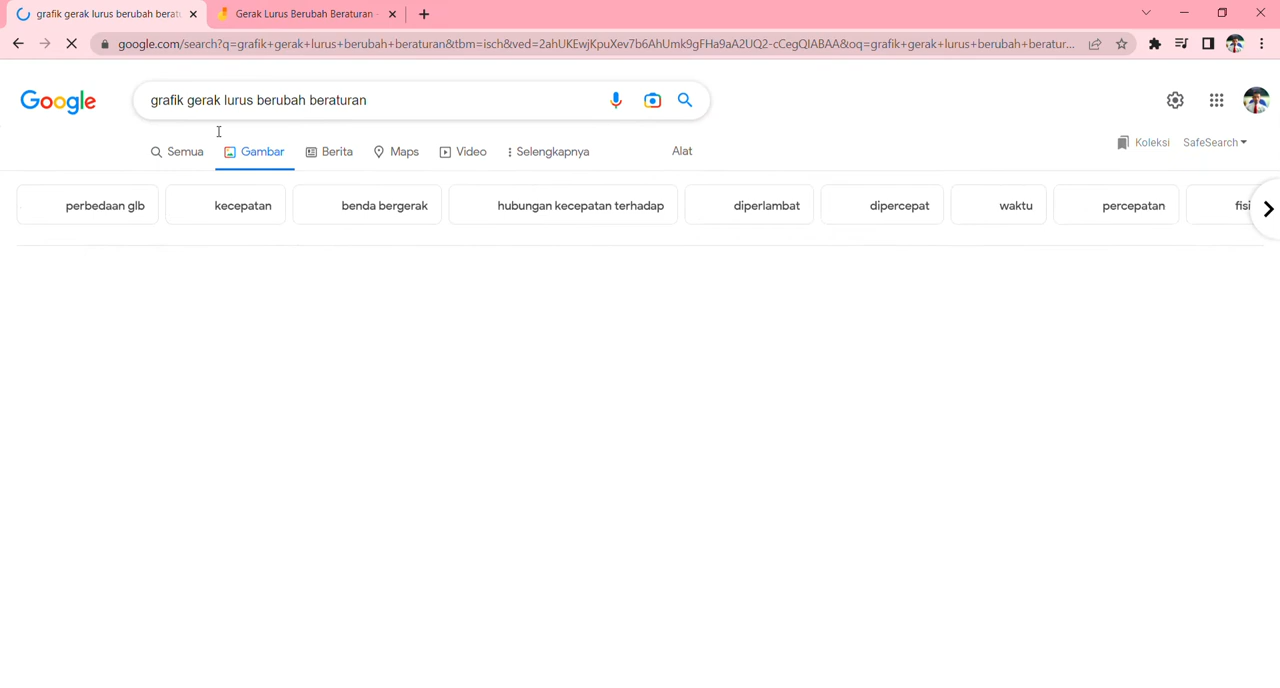 grafik gerak lurus berubah beratu
Gerak Lurus Berubah Beraturan -
google.com/search?q=grafik+gerak+lurus+berubah+beraturan&tbm=isch&ved=2ahUKEwjKpuXev7b6AhUmk9gFHa9aA2UQ2-cCegQIABAA&oq=grafik+gerak+lurus+berubah+beratur...
Google
grafik gerak lurus berubah beraturan
Semua Gambar Berita Maps Video Selengkapnya Alat
Koleksi SafeSearch
perbedaan glb kecepatan benda bergerak hubungan kecepatan terhadap diperlambat dipercepat waktu percepatan fisi